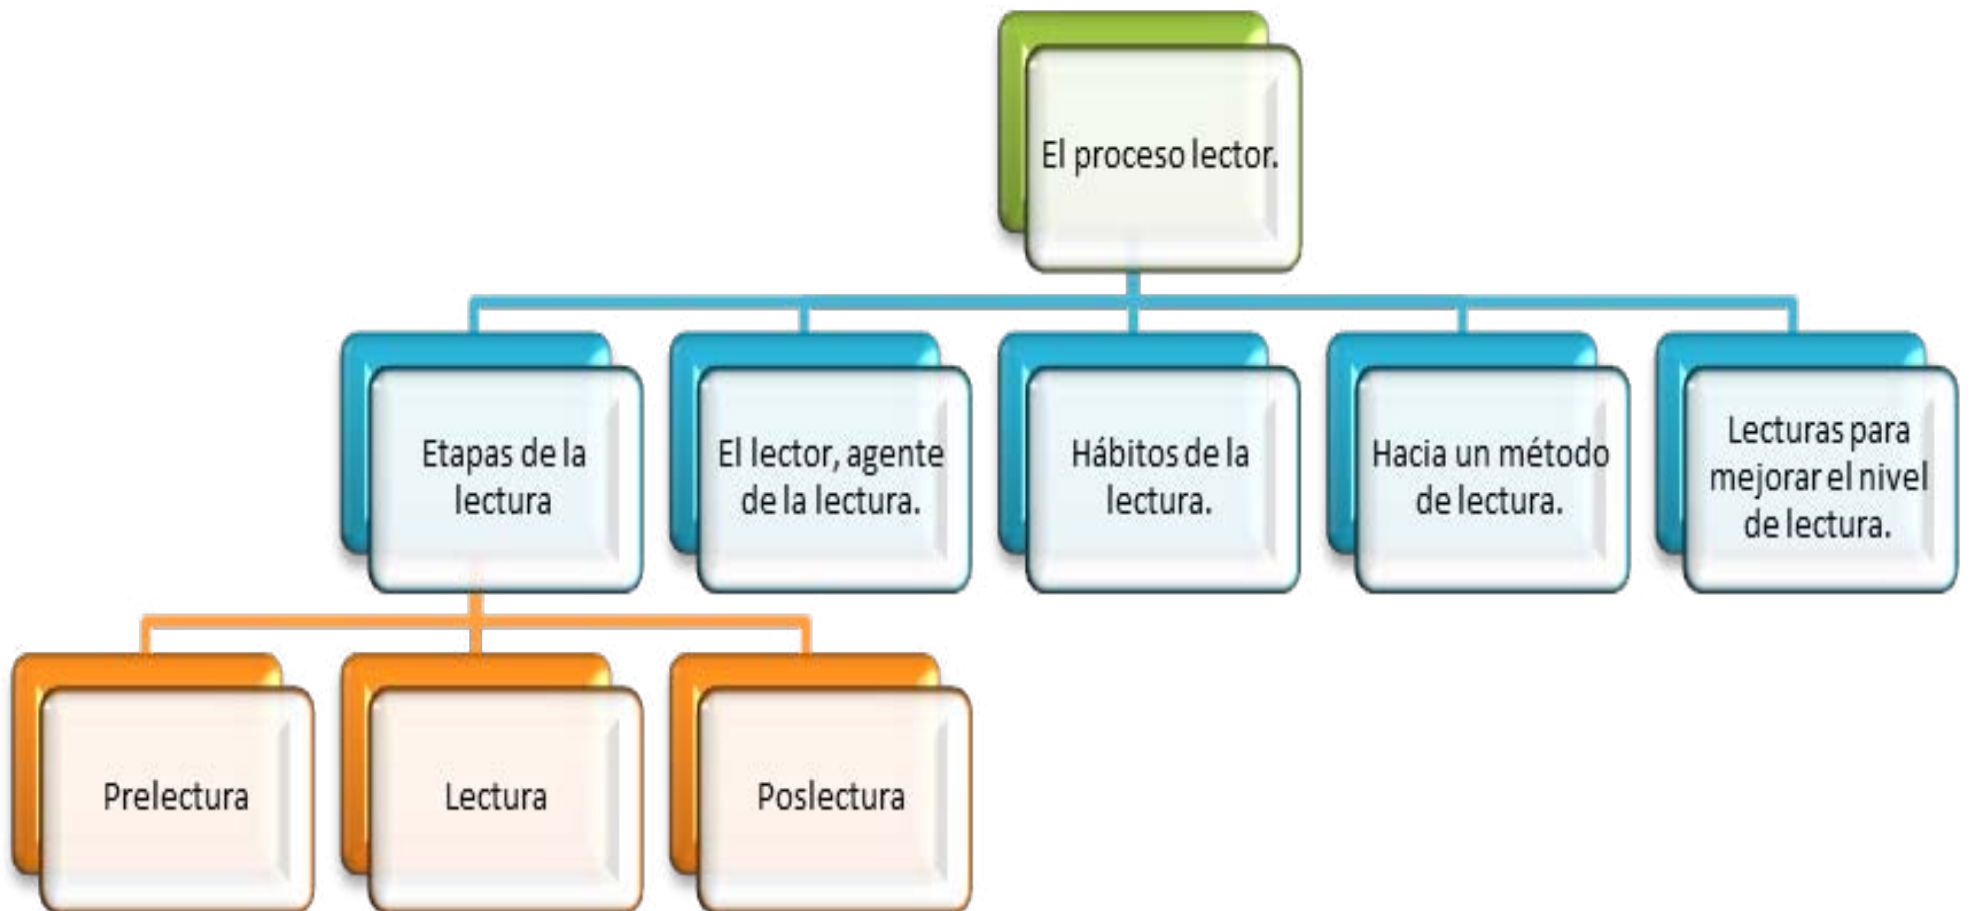 El proceso lector.
Etapas de la
lectura
El lector, agente
de la lectura.
Hábitos de la
lectura.
Hacia un método
de lectura.
Lecturas para
mejorar el nivel
de lectura.
Prelectura
Lectura
Poslectura